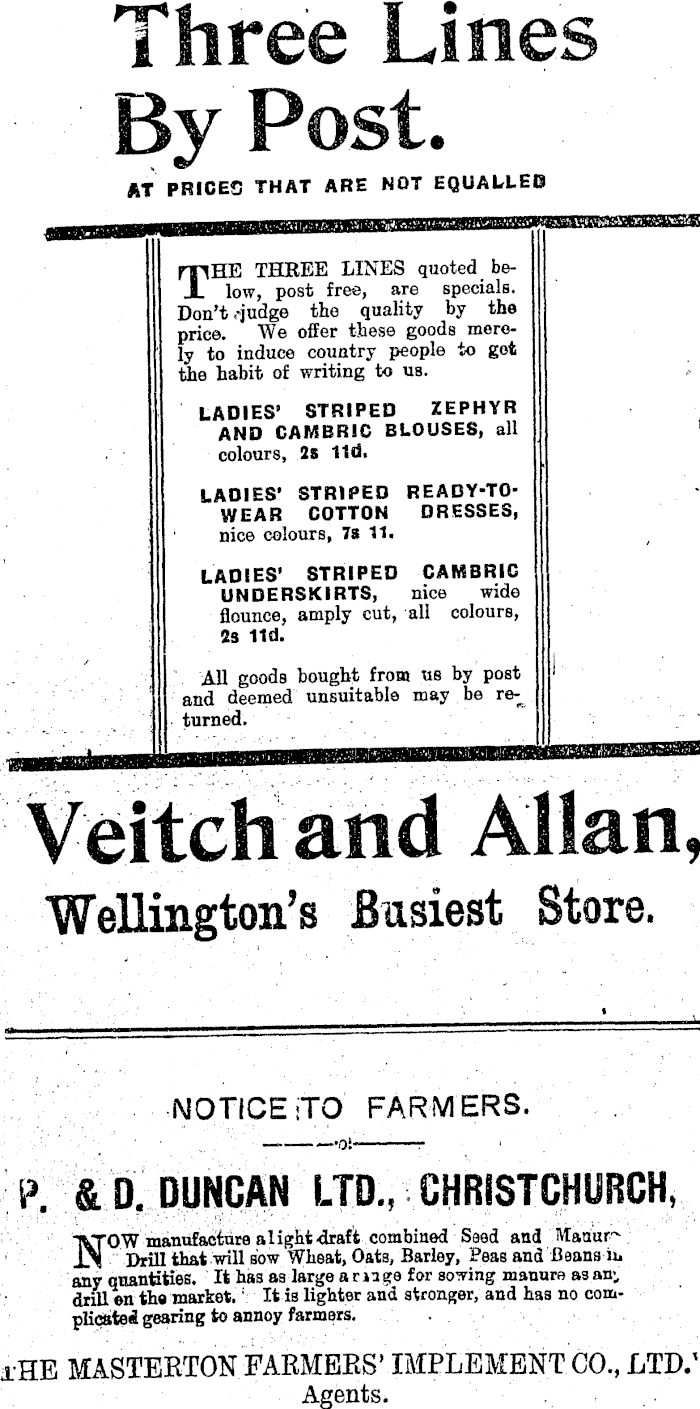 Three Lines
By Post.
AT PRICES THAT ARE NOT EQUALLED
THE THREE LINES quoted be-
low, post free, are specials.
Don't judge the quality by the
price. We offer these goods mere-
ly to induce country people to get
the habit of writing to us.
LADIES' STRIPED ZEPHYR
AND CAMBRIC BLOUSES, all
colours, 2s 11d.
LADIES' STRIPED READY-TO-
WEAR COTTON DRESSES,
nice colours, 7s 11.
LADIES' STRIPED CAMBRIC
UNDERSKIRTS, nice wide
flounce, amply cut, all colours,
2s 11d.
All goods bought from us by post
and deemed unsuitable may be re-
turned.
Veitch and Allan,
Wellington's Busiest Store.
NOTICE TO FARMERS.
P. & D. DUNCAN LTD., CHRISTCHURCH,
NOW manufacture a light draft combined Seed and Manure
Drill that will sow Wheat, Oats, Barley, Peas and Beans in
any quantities. It has as large a range for sowing manure as any
drill on the market. It is lighter and stronger, and has no com-
plicated gearing to annoy farmers.
THE MASTERTON FARMERS' IMPLEMENT CO., LTD.
Agents.